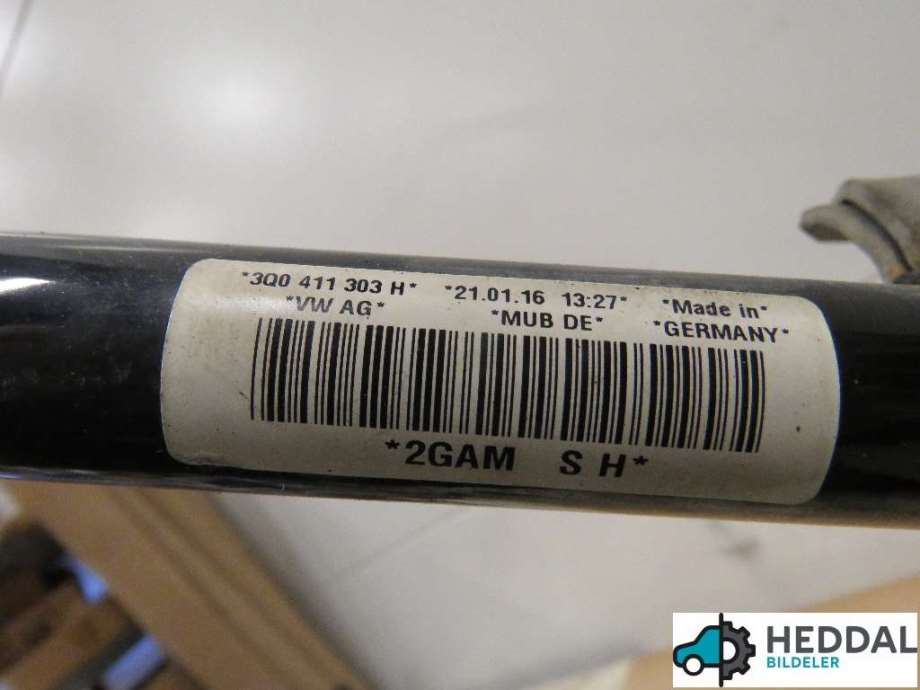 *3Q0 411 303 H* *21.01.16 13:27* *Made in*
*VW AG* *MUB DE* *GERMANY*
*2GAM S H*
HEDDAL
BILDELER